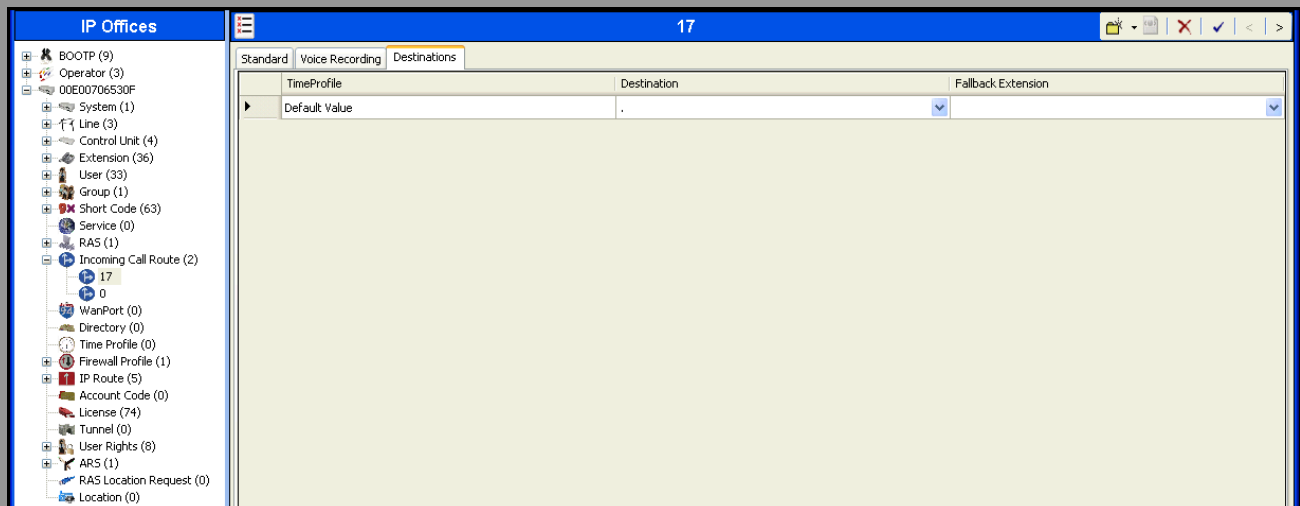 IP Offices
17
BOOTP (9)
Operator (3)
00E00706530F
System (1)
Line (3)
Control Unit (4)
Extension (36)
User (33)
Group (1)
Short Code (63)
Service (0)
RAS (1)
Incoming Call Route (2)
17
0
WanPort (0)
Directory (0)
Time Profile (0)
Firewall Profile (1)
IP Route (5)
Account Code (0)
License (74)
Tunnel (0)
User Rights (8)
ARS (1)
RAS Location Request (0)
Location (0)
Standard Voice Recording Destinations
TimeProfile Destination Fallback Extension
Default Value .